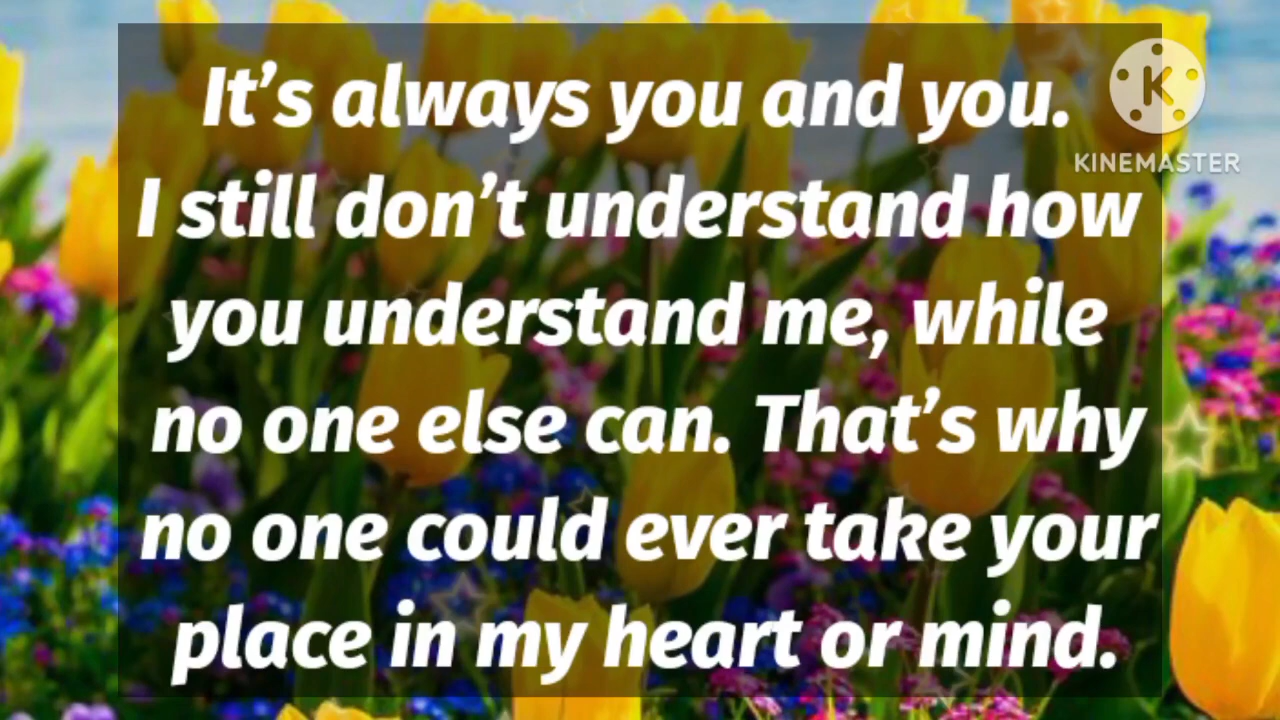 It’s always you and you.
K
KINEMASTER
I still don’t understand how
you understand me, while
no one else can. That’s why
no one could ever take your
place in my heart or mind.